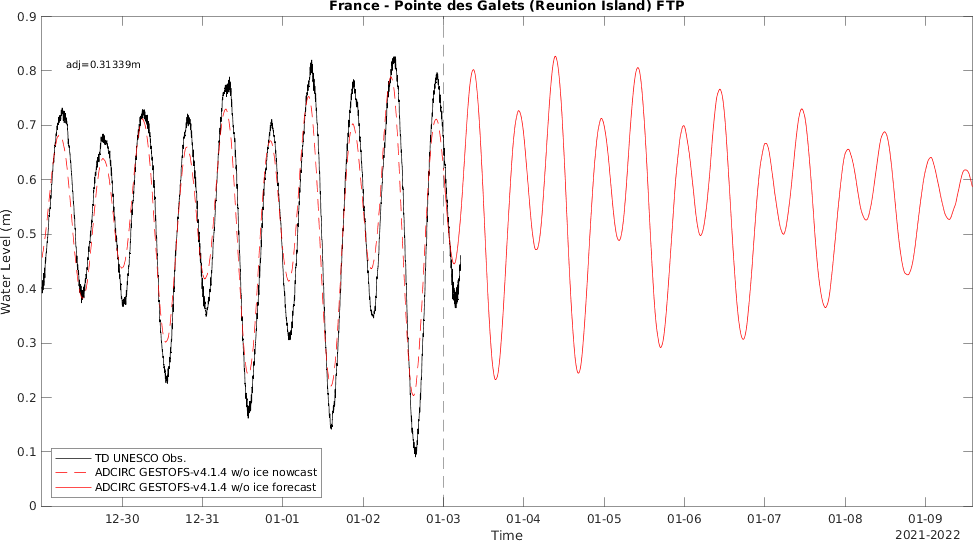 France - Pointe des Galets (Reunion Island) FTP
0.9
0.8
0.7
0.6
0.5
0.4
0.3
0.2
0.1
0
Water Level (m)
adj=0.31339m
TD UNESCO Obs.
ADCIRC GESTOFS-v4.1.4 w/o ice nowcast
ADCIRC GESTOFS-v4.1.4 w/o ice forecast
12-30 12-31 01-01 01-02 01-03 01-04 01-05 01-06 01-07 01-08 01-09
2021-2022
Time